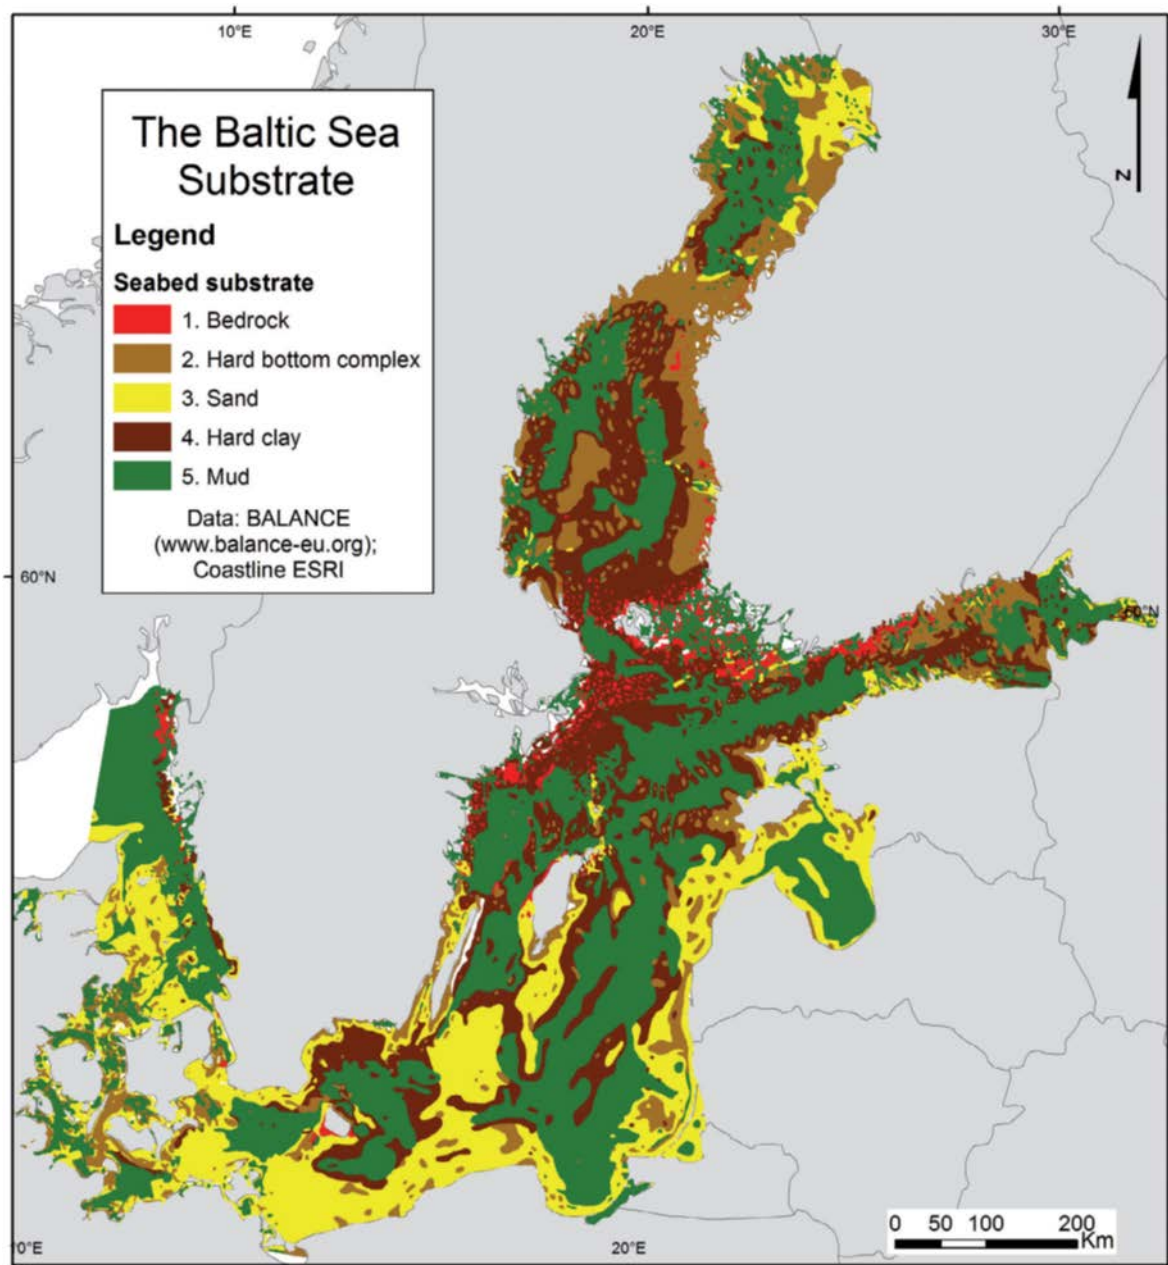 10°E
20°E
30°E
The Baltic Sea
Substrate
Legend
Seabed substrate
1. Bedrock
2. Hard bottom complex
3. Sand
4. Hard clay
5. Mud
Data: BALANCE
(www.balance-eu.org);
Coastline ESRI
N
60°N
60°N
0 50 100 200
Km
10°E
20°E